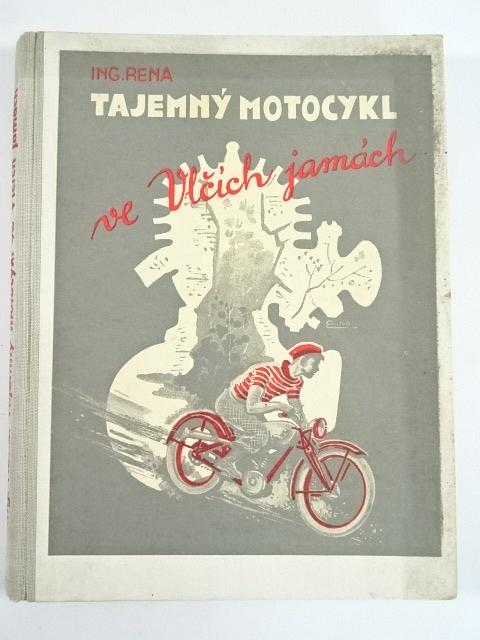 ING. RENA
TAJEMNÝ MOTOCYKL
ve Vlčích jamách